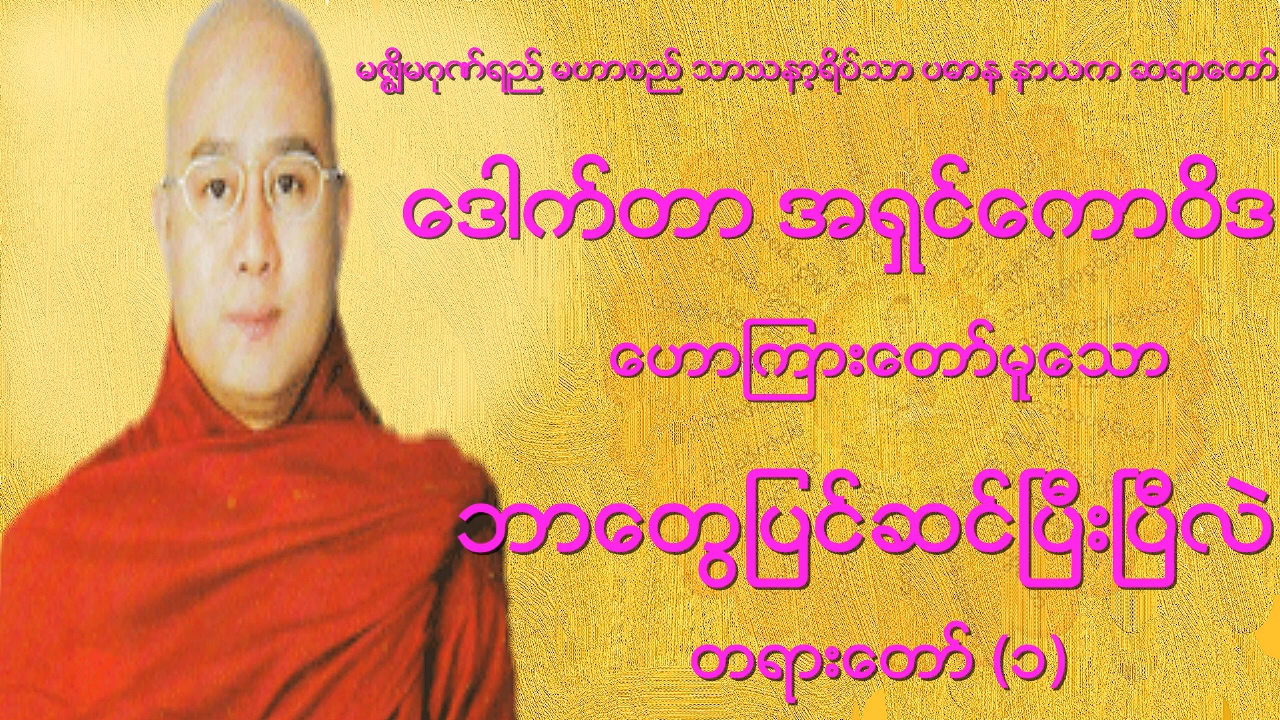 မဇ္ဈိမဂုဏ်ရည် မဟာစည် သာသနာ့ရိပ်သာ ပဓာန နာယက ဆရာတော်
ဒေါက်တာ အရှင်ကောဝိဒ
ဟောကြားတော်မူသော
ဘာတွေပြင်ဆင်ပြီးပြီလဲ
တရားတော် (၁)